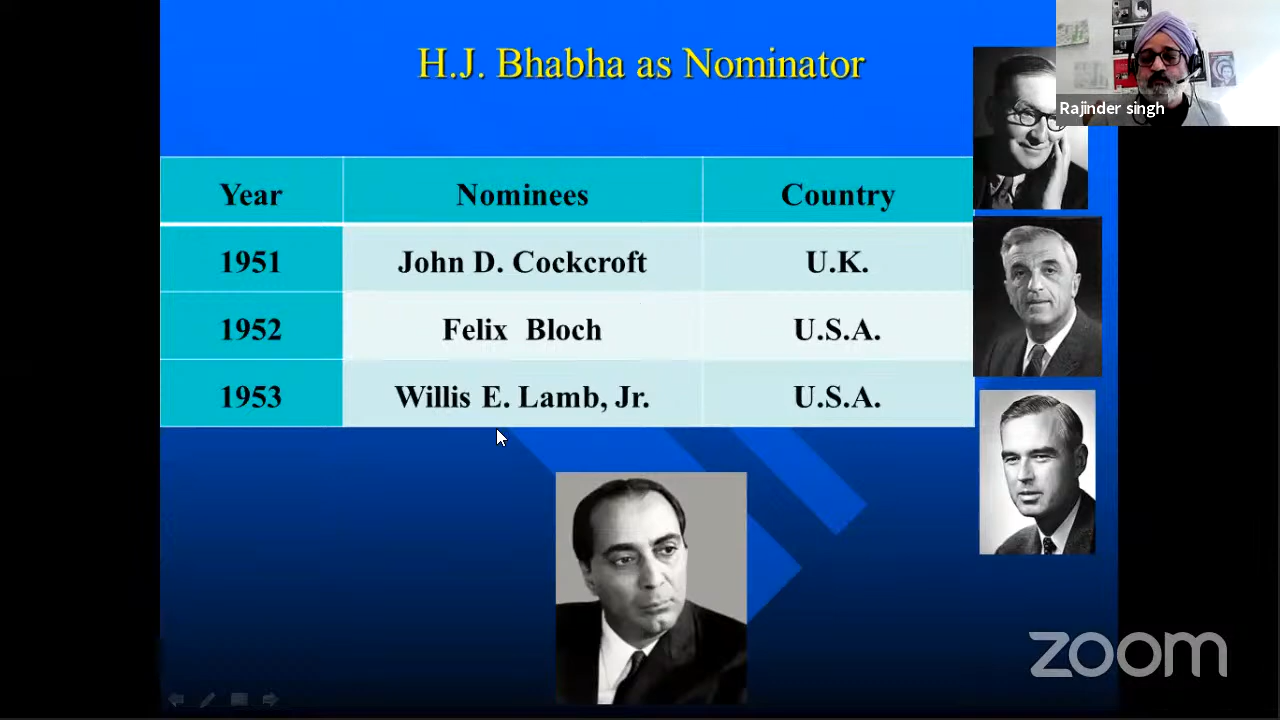 H.J. Bhabha as Nominator
Rajinder singh
Year Nominees Country
1951 John D. Cockcroft U.K.
1952 Felix Bloch U.S.A.
1953 Willis E. Lamb, Jr. U.S.A.
zoom